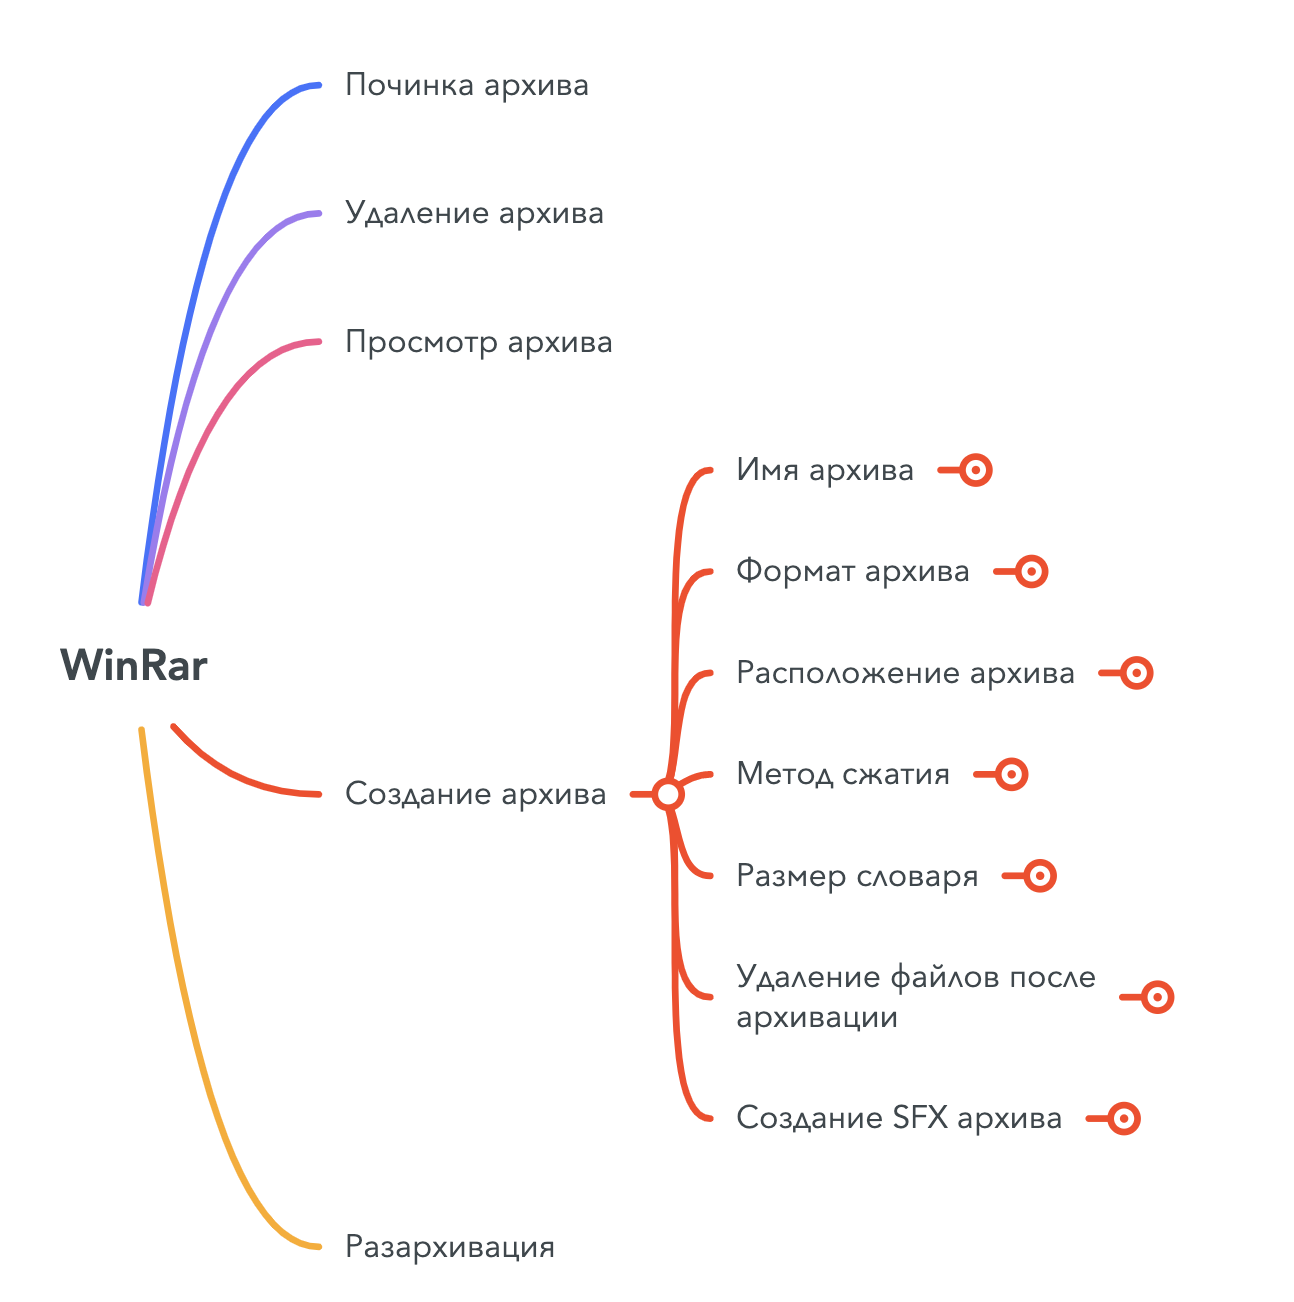 Починка архива
Удаление архива
Просмотр архива
WinRar
Создание архива
Имя архива
Формат архива
Расположение архива
Метод сжатия
Размер словаря
Удаление файлов после
архивации
Создание SFX архива
Разархивация